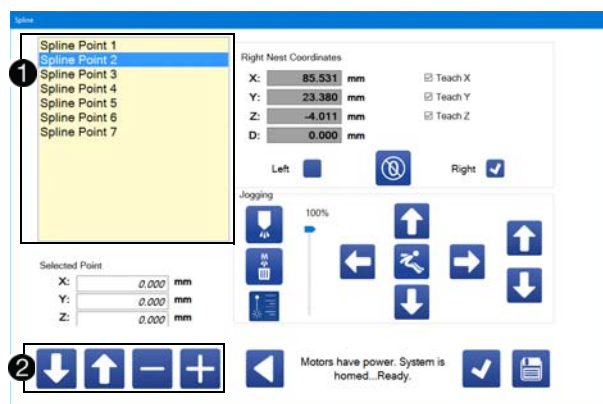 Spline
1
Spline Point 1
Spline Point 2
Spline Point 3
Spline Point 4
Spline Point 5
Spline Point 6
Spline Point 7
Right Nest Coordinates
X: 85.531 mm Teach X
Y: 23.380 mm Teach Y
Z: -4.011 mm Teach Z
D: 0.000 mm
Left Right
Jogging
100%
M
Selected Point
X: 0.000 mm
Y: 0.000 mm
Z: 0.000 mm
2
Motors have power. System is
homed...Ready.